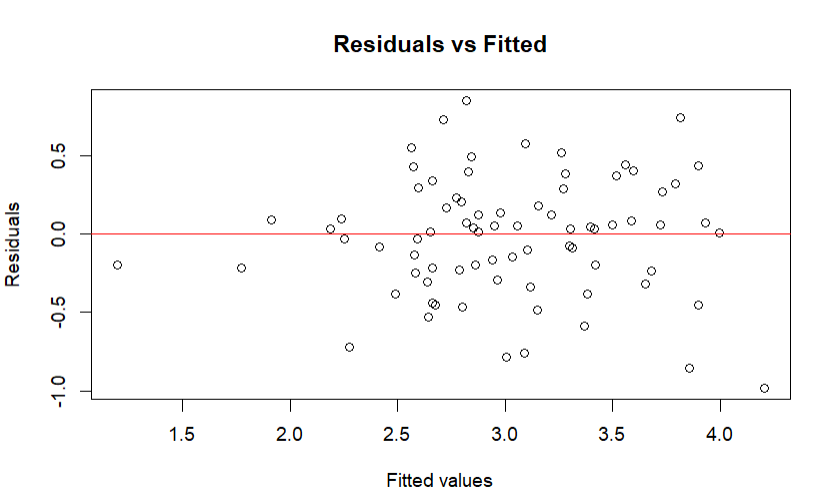 Residuals vs Fitted
Residuals
0.5
0.0
-0.5
-1.0
1.5 2.0 2.5 3.0 3.5 4.0
Fitted values